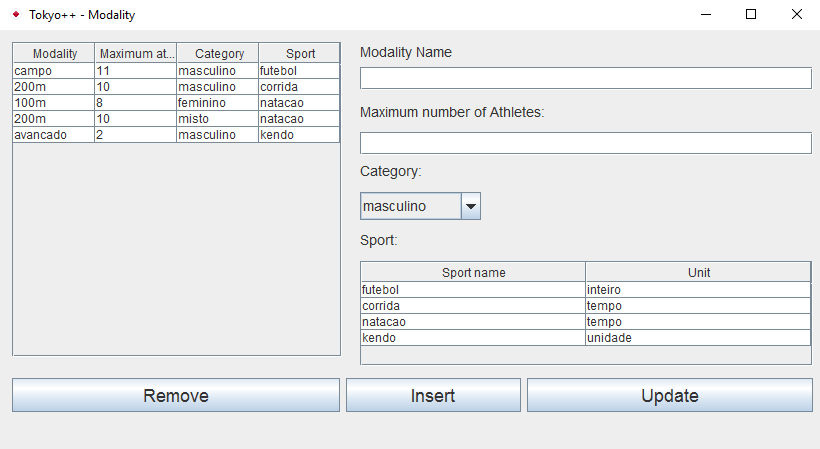 Tokyo++ - Modality
Modality Maximum at... Category Sport
campo 11 masculino futebol
200m 10 masculino corrida
100m 8 feminino natacao
200m 10 misto natacao
avancado 2 masculino kendo
Modality Name
Maximum number of Athletes:
Category:
masculino
Sport:
Sport name Unit
futebol inteiro
corrida tempo
natacao tempo
kendo unidade
Remove Insert Update